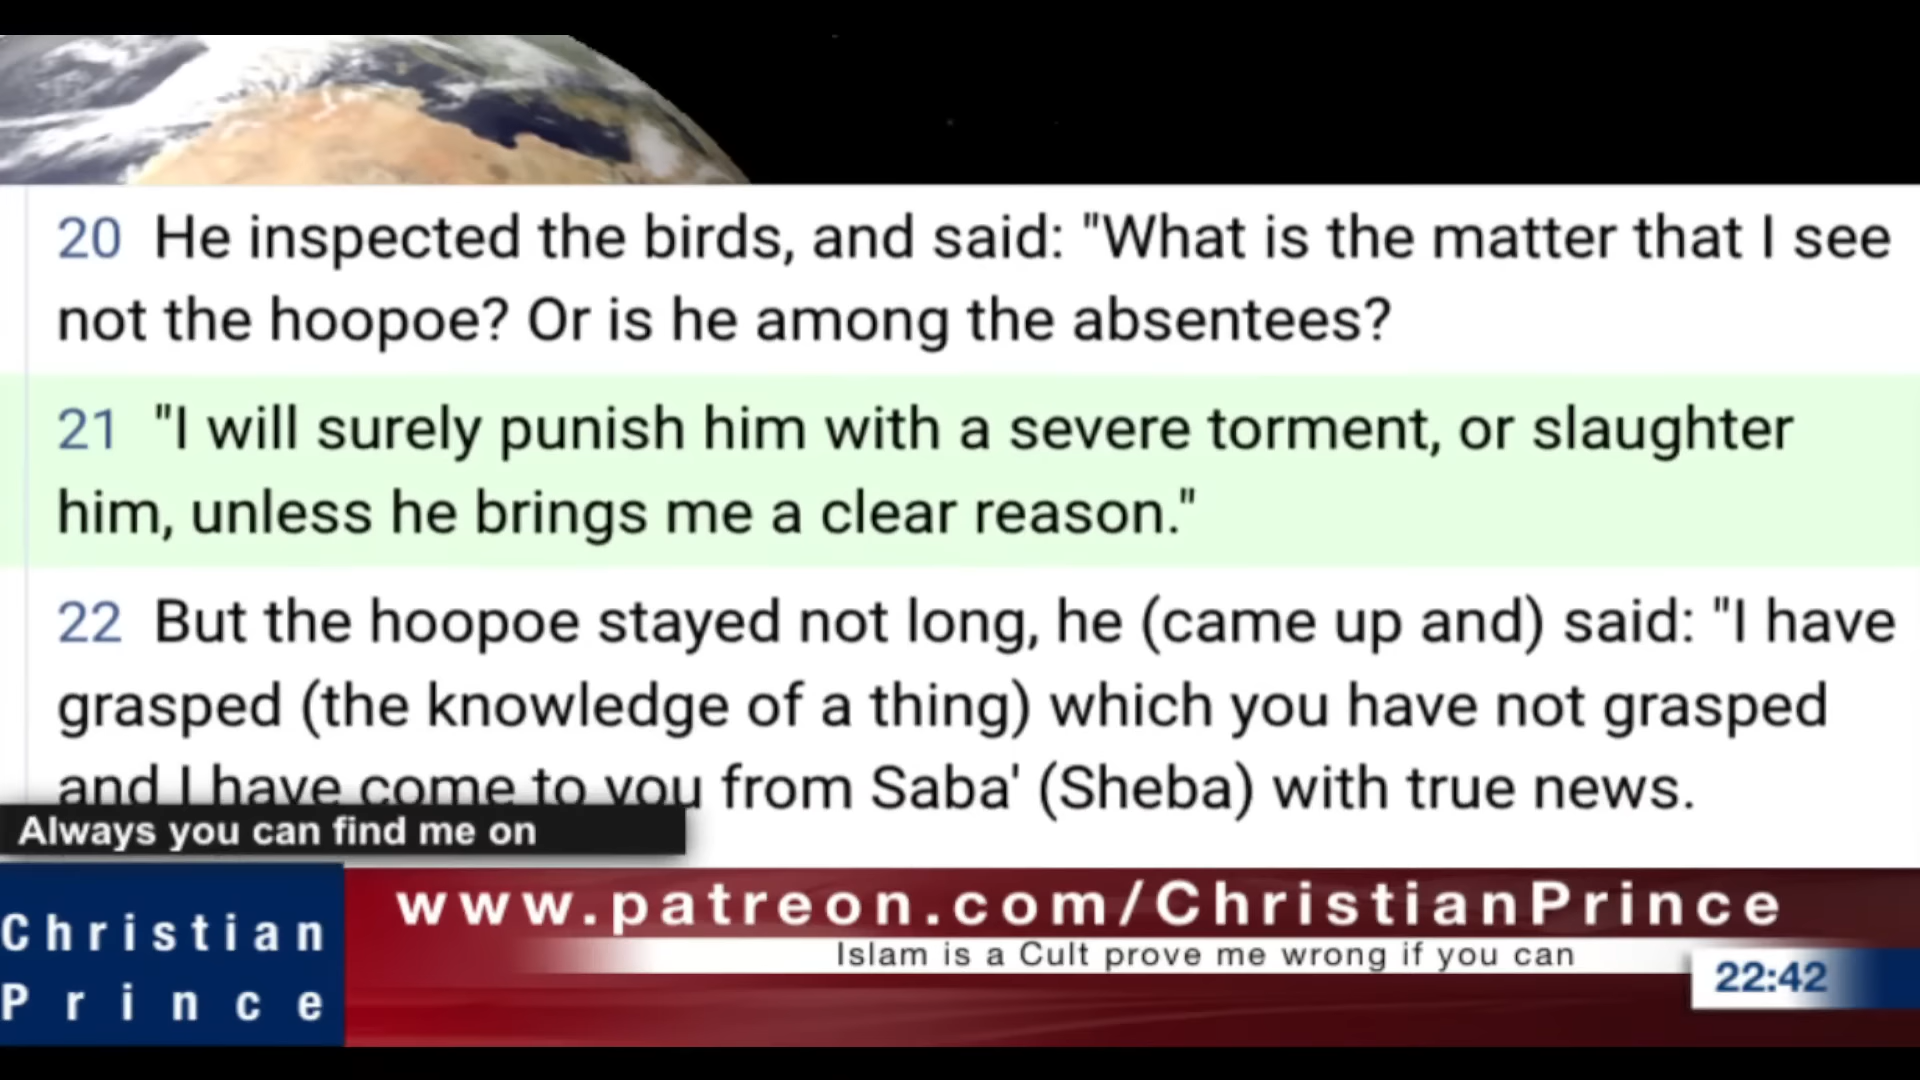 20 He inspected the birds, and said: "What is the matter that I see
not the hoopoe? Or is he among the absentees?
21 "I will surely punish him with a severe torment, or slaughter
him, unless he brings me a clear reason."
22 But the hoopoe stayed not long, he (came up and) said: "I have
grasped (the knowledge of a thing) which you have not grasped
and I have come to you from Saba' (Sheba) with true news.
Always you can find me on
Christian
Prince
www.patreon.com/ChristianPrince
Islam is a Cult prove me wrong if you can
22:42